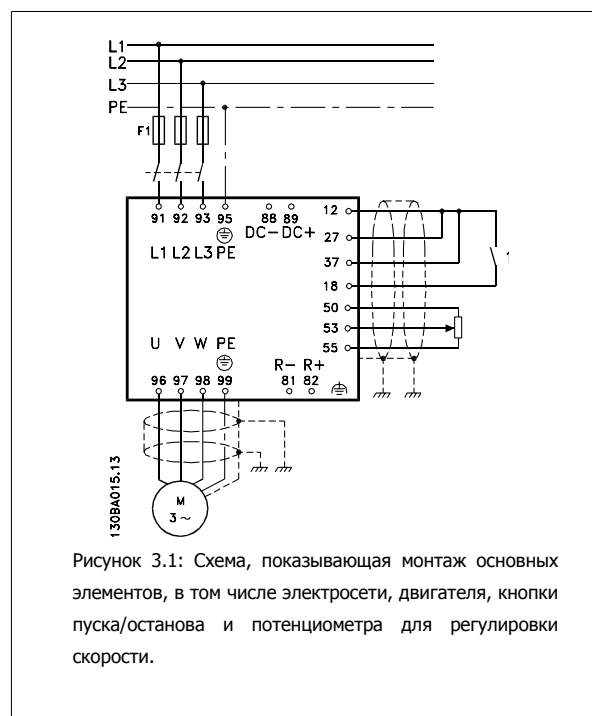 L1
L2
L3
PE
F1
91 92 93 95 88 89
DC- DC+
L1 L2 L3 PE
12
27
37
18
50
53
55
U V W PE
R- R+
96 97 98 99 81 82
M
3~
130BA015.13
Рисунок 3.1: Схема, показывающая монтаж основных
элементов, в том числе электросети, двигателя, кнопки
пуска/останова и потенциометра для регулировки
скорости.